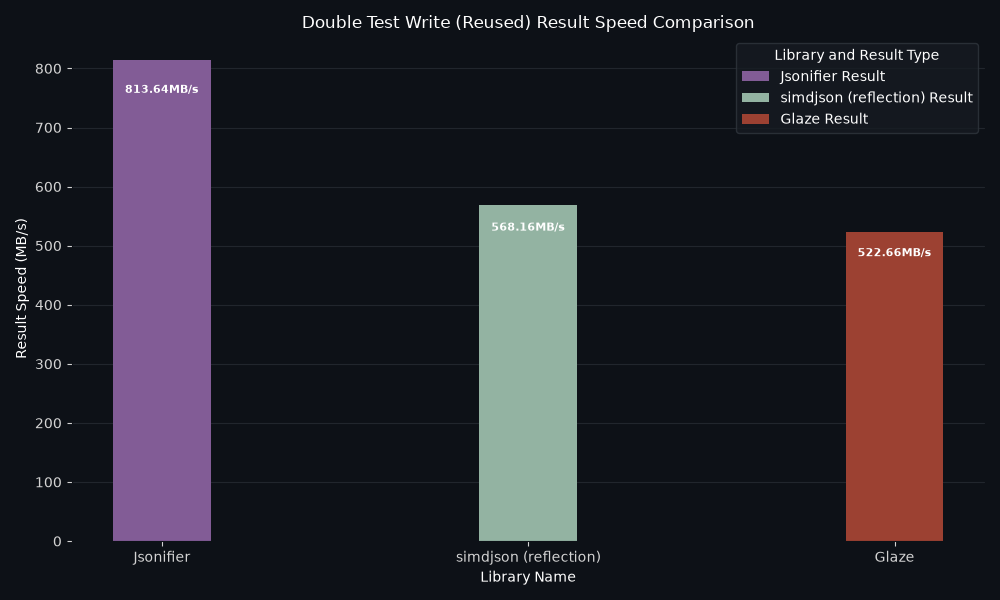 Double Test Write (Reused) Result Speed Comparison
Library and Result Type
Jsonifier Result
simdjson (reflection) Result
Glaze Result
Result Speed (MB/s)
800
700
600
500
400
300
200
100
0
813.64MB/s
568.16MB/s
522.66MB/s
Jsonifier
simdjson (reflection)
Glaze
Library Name